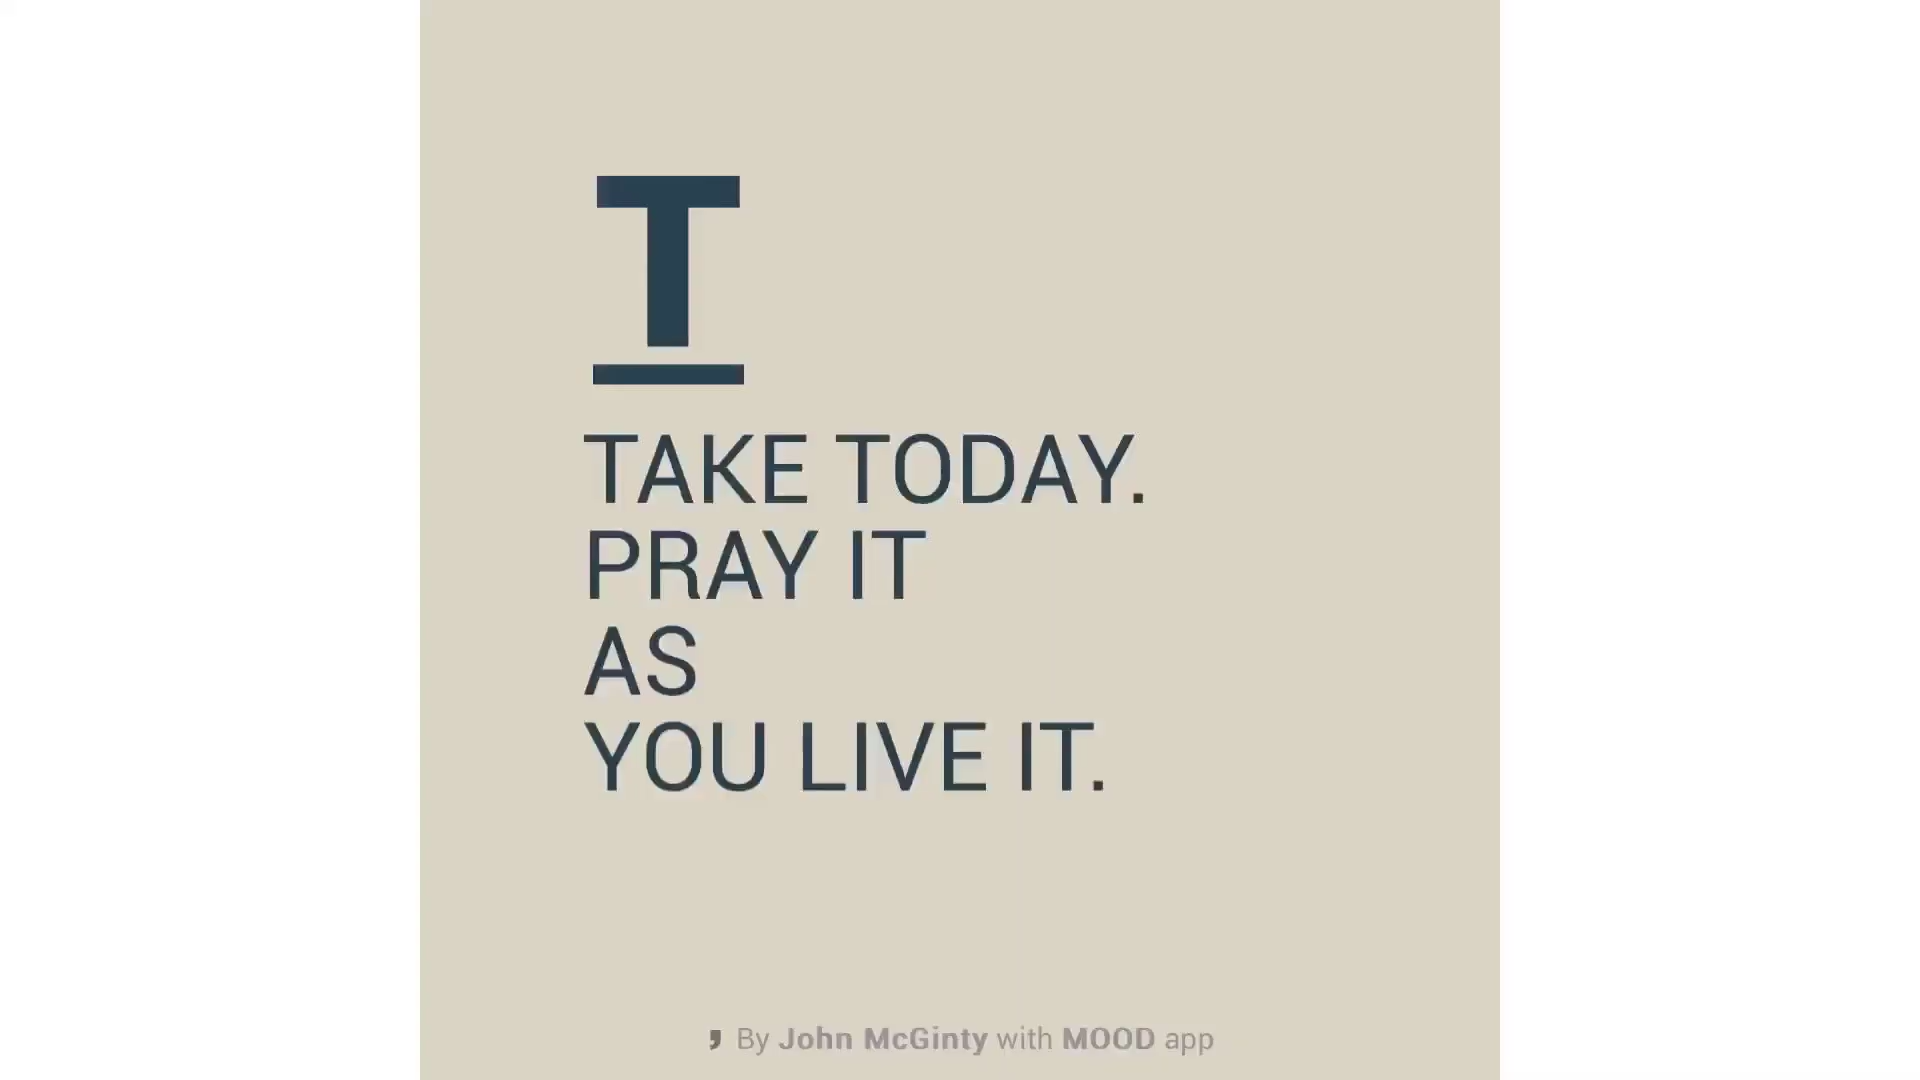 T
TAKE TODAY.
PRAY IT
AS
YOU LIVE IT.
❜ By John McGinty with MOOD app